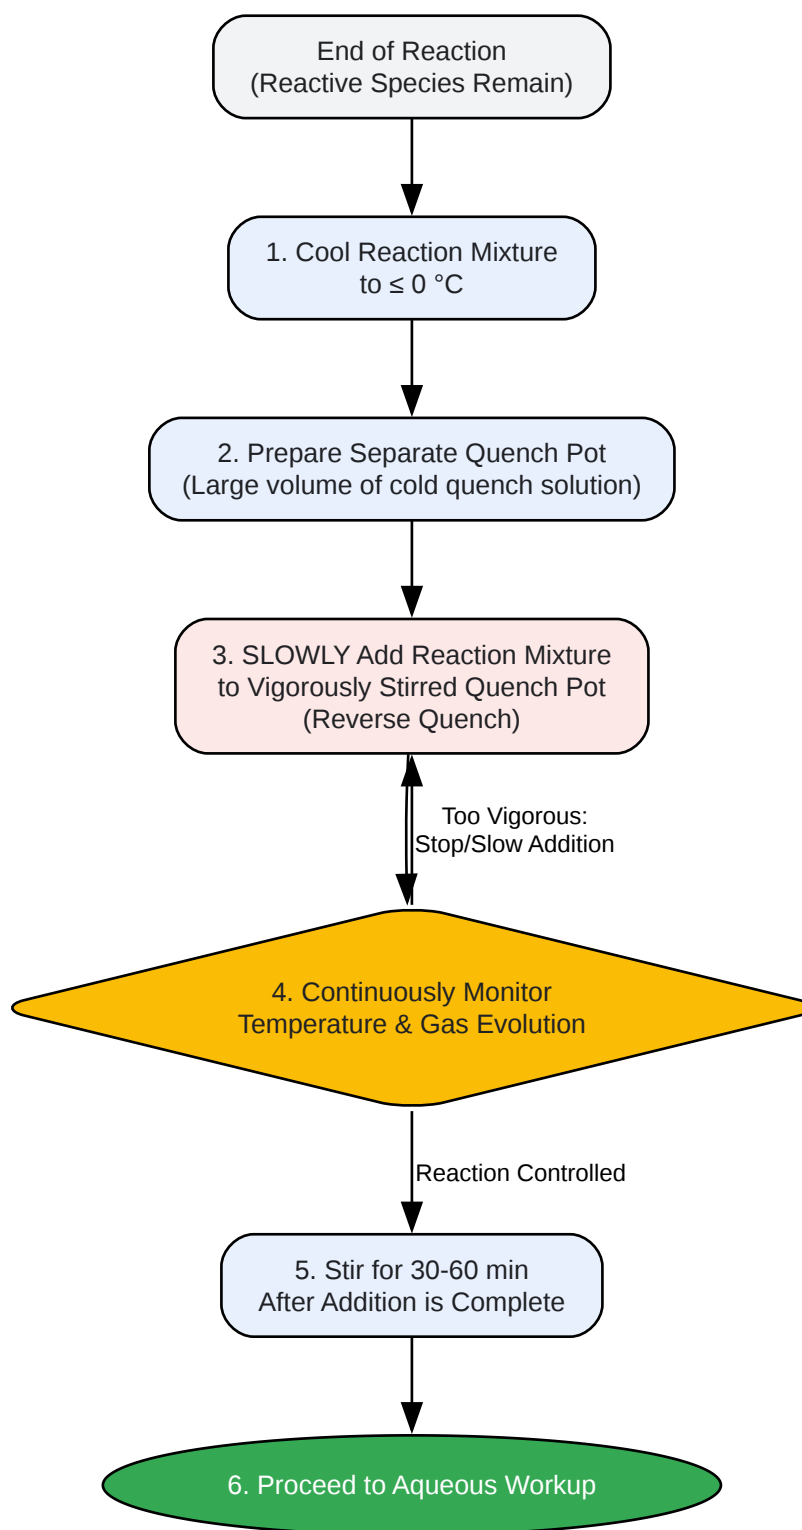 End of Reaction
(Reactive Species Remain)
1. Cool Reaction Mixture
to ≤ 0 °C
2. Prepare Separate Quench Pot
(Large volume of cold quench solution)
3. SLOWLY Add Reaction Mixture
to Vigorously Stirred Quench Pot
(Reverse Quench)
Too Vigorous:
Stop/Slow Addition
4. Continuously Monitor
Temperature & Gas Evolution
Reaction Controlled
5. Stir for 30-60 min
After Addition is Complete
6. Proceed to Aqueous Workup